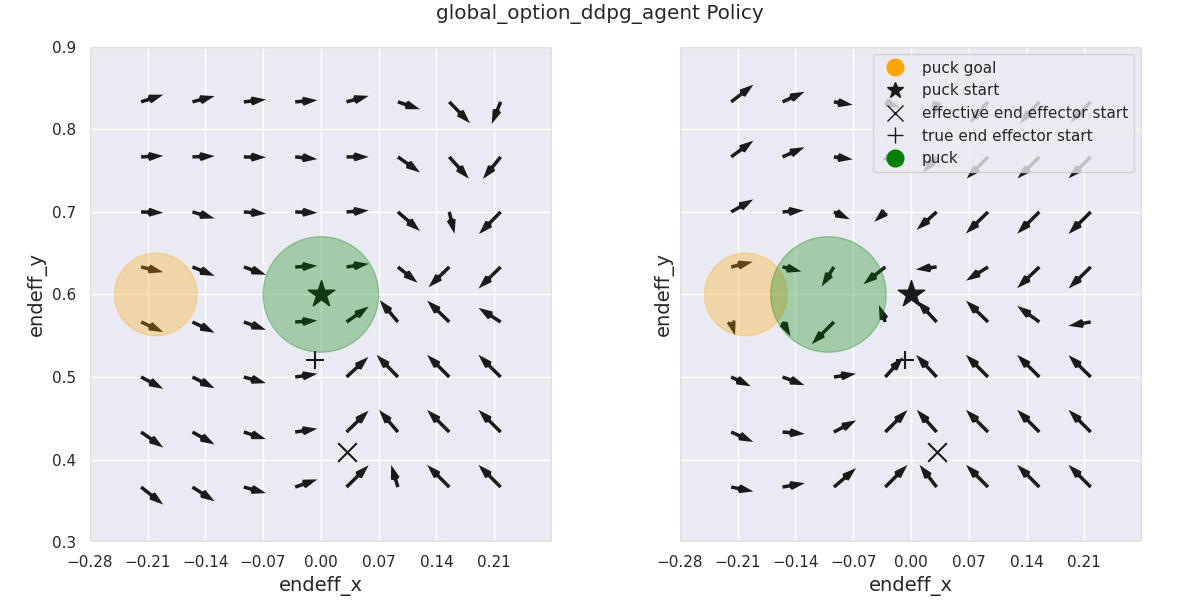 global_option_ddpg_agent Policy
endeff_y
0.9
0.8
0.7
0.6
0.5
0.4
0.3
−0.28 −0.21 −0.14 −0.07 0.00 0.07 0.14 0.21
endeff_x
endeff_y
puck goal
puck start
effective end effector start
true end effector start
puck
−0.28 −0.21 −0.14 −0.07 0.00 0.07 0.14 0.21
endeff_x